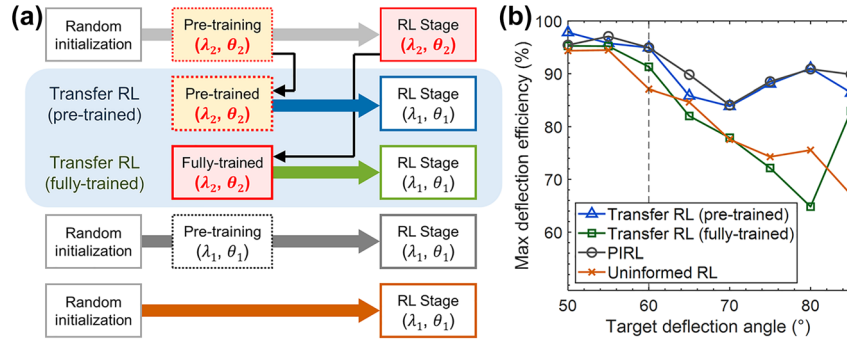 (a)
Random
initialization
Pre-training
(λ₂, θ₂)
RL Stage
(λ₂, θ₂)
Transfer RL
(pre-trained)
Pre-trained
(λ₂, θ₂)
RL Stage
(λ₁, θ₁)
Transfer RL
(fully-trained)
Fully-trained
(λ₂, θ₂)
RL Stage
(λ₁, θ₁)
Random
initialization
Pre-training
(λ₁, θ₁)
RL Stage
(λ₁, θ₁)
Random
initialization
RL Stage
(λ₁, θ₁)
(b)
Max deflection efficiency (%)
100
90
80
70
60
Transfer RL (pre-trained)
Transfer RL (fully-trained)
PIRL
Uninformed RL
50
60
70
80
Target deflection angle (°)